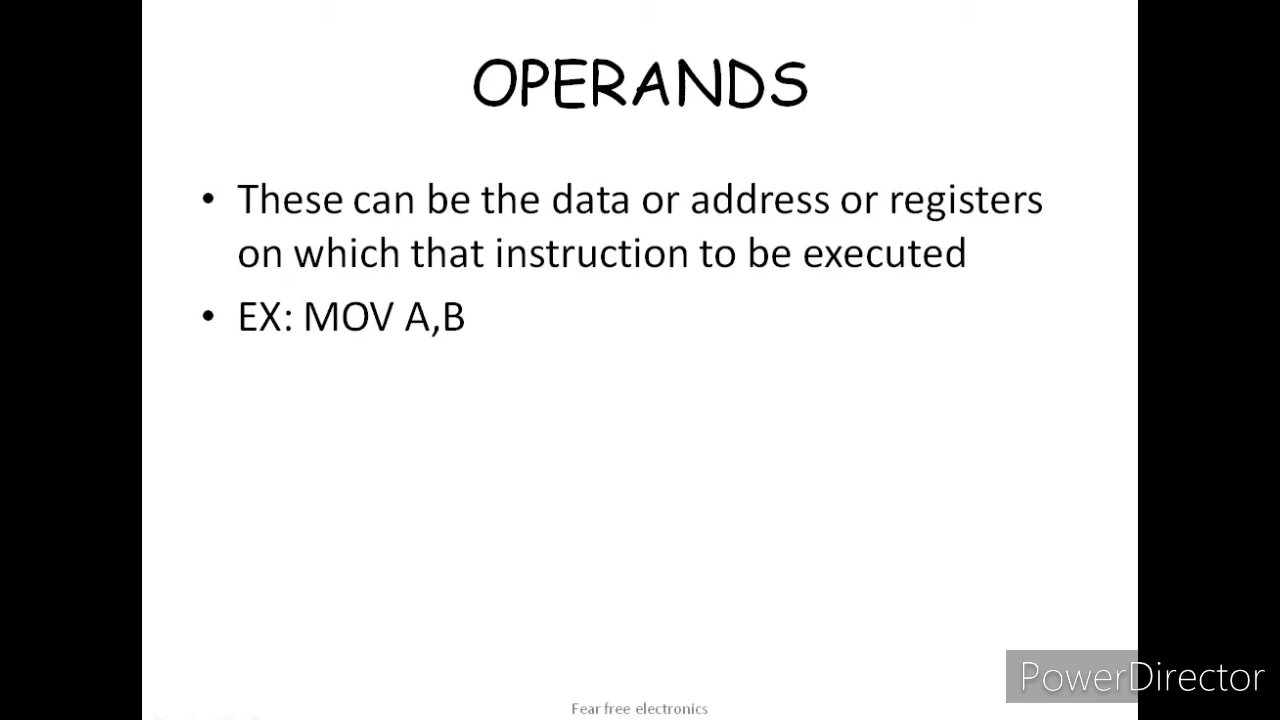 OPERANDS
• These can be the data or address or registers
on which that instruction to be executed
• EX: MOV A,B
PowerDirector
Fear free electronics